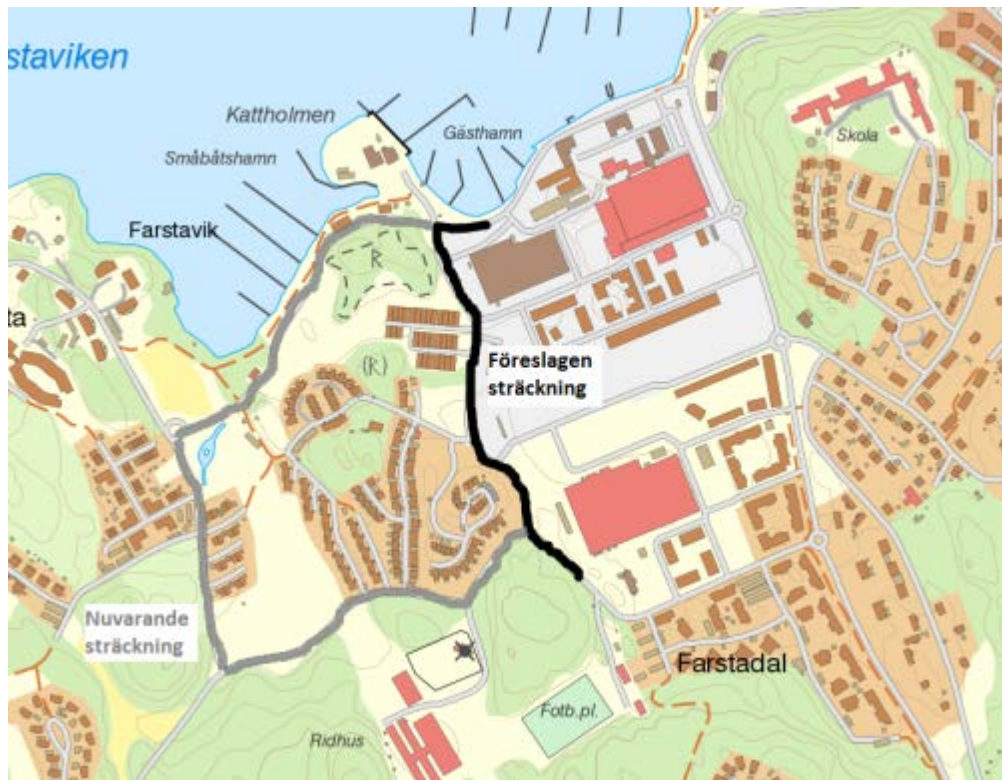 staviken
Kattholmen
Gästhamn
Småbåtshamn
Skola
Farstavik
R
ta
Föreslagen
sträckning
(R)
Nuvarande
sträckning
Farstadal
Fotb.pl.
Ridhus